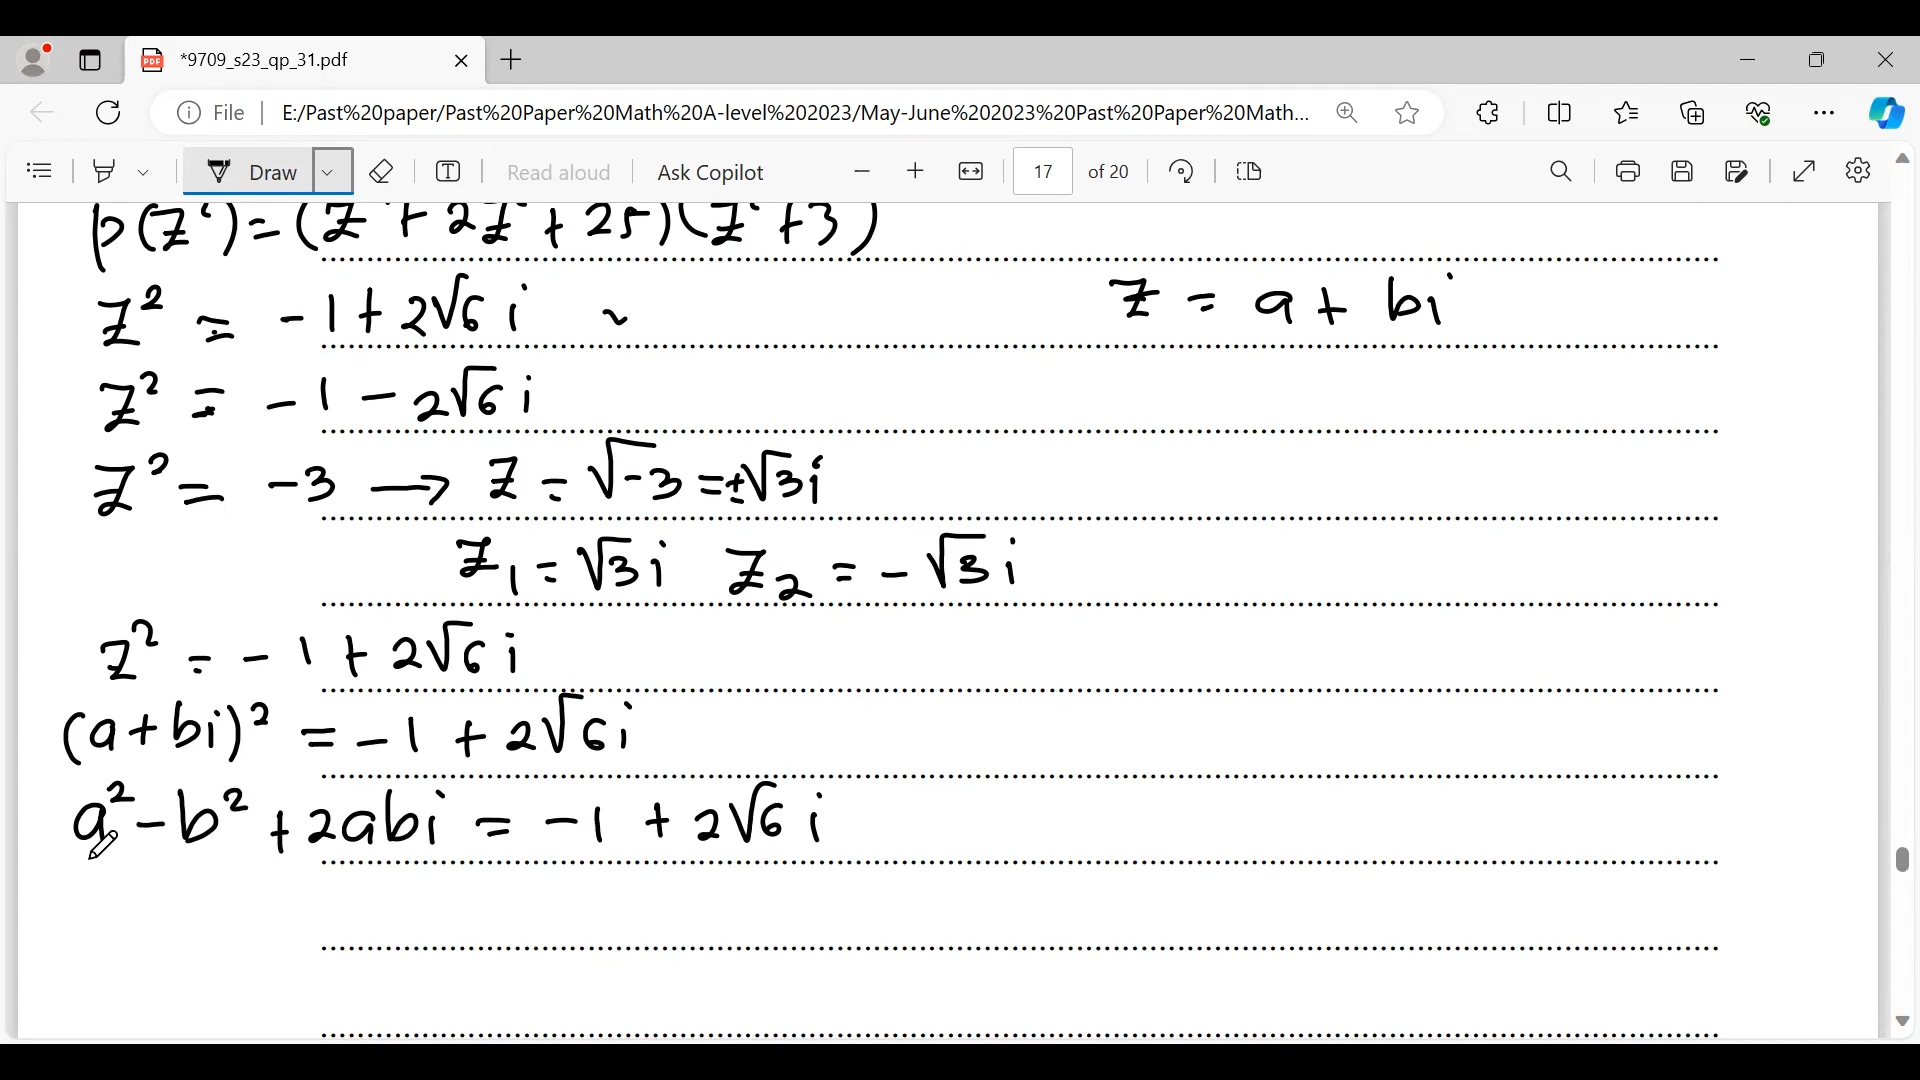 *9709_s23_qp_31.pdf
File E:/Past%20paper/Past%20Paper%20Math%20A-level%202023/May-June%202023%20Past%20Paper%20Math...
Draw Read aloud Ask Copilot 17 of 20
p(z²) = (z⁴ + 2z² + 25)(z² + 3)
z² = -1 + 2√6 i ~ z = a + bi
z² = -1 - 2√6 i
z² = -3 → z = √-3 = ±√3 i
z₁ = √3 i z₂ = -√3 i
z² = -1 + 2√6 i
(a + bi)² = -1 + 2√6 i
a² - b² + 2abi = -1 + 2√6 i